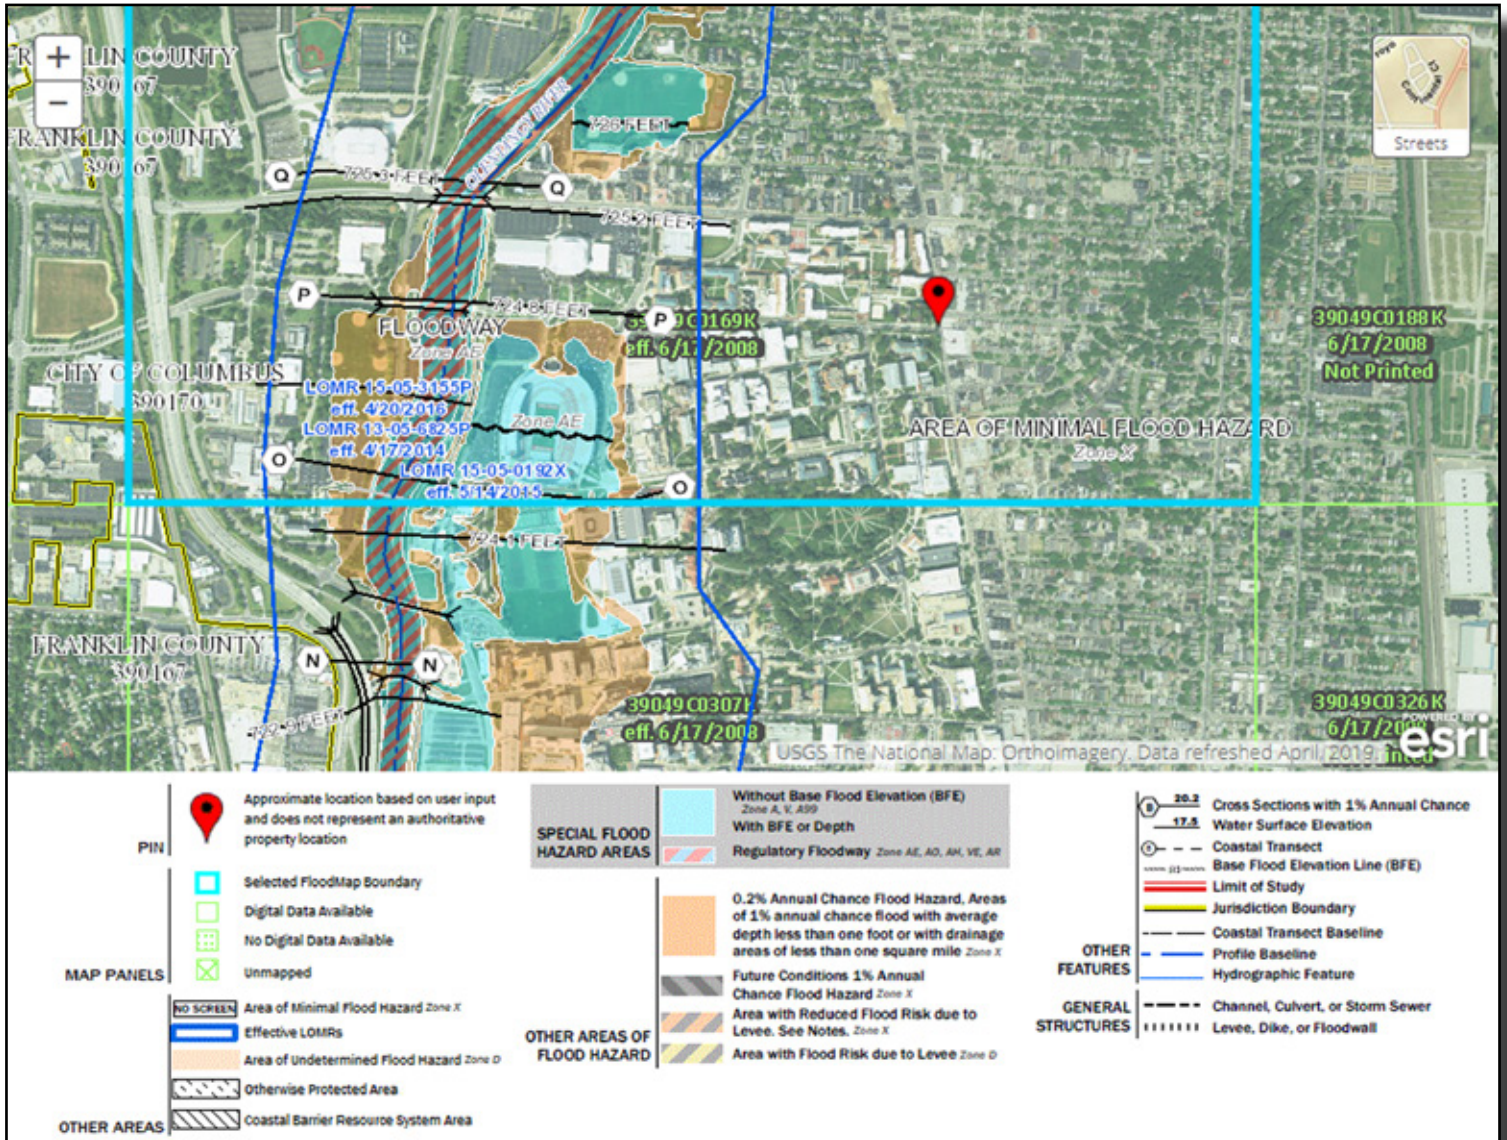 FRANKLIN COUNTY
390167
+
−
FRANKLIN COUNTY
390167
OLENTANGY RIVER
726 FEET
Streets
Q
725.3 FEET
Q
725.2 FEET
P
724.8 FEET
P
FLOODWAY
Zone AE
39049C0169K
eff. 6/17/2008
39049C0188K
6/17/2008
Not Printed
CITY OF COLUMBUS
390170
LOMR 15-05-3155P
eff. 4/20/2016
LOMR 13-05-6825P
eff. 4/17/2014
Zone AE
AREA OF MINIMAL FLOOD HAZARD
Zone X
O
LOMR 15-05-0192X
eff. 5/14/2015
O
724.1 FEET
FRANKLIN COUNTY
390167
N
N
FEET
39049C0307K
eff. 6/17/2008
39049C0326K
6/17/2008
POWERED BY
esri
USGS The National Map: Orthoimagery. Data refreshed April, 2019.
PIN
Approximate location based on user input
and does not represent an authoritative
property location
MAP PANELS
Selected FloodMap Boundary
Digital Data Available
No Digital Data Available
Unmapped
OTHER AREAS
NO SCREEN Area of Minimal Flood Hazard Zone X
Effective LOMRs
Area of Undetermined Flood Hazard Zone D
Otherwise Protected Area
Coastal Barrier Resource System Area
SPECIAL FLOOD
HAZARD AREAS
Without Base Flood Elevation (BFE)
Zone A, V, A99
With BFE or Depth
Regulatory Floodway Zone AE, AO, AH, VE, AR
OTHER AREAS OF
FLOOD HAZARD
0.2% Annual Chance Flood Hazard, Areas
of 1% annual chance flood with average
depth less than one foot or with drainage
areas of less than one square mile Zone X
Future Conditions 1% Annual
Chance Flood Hazard Zone X
Area with Reduced Flood Risk due to
Levee. See Notes. Zone X
Area with Flood Risk due to Levee Zone D
OTHER
FEATURES
B 20.2 Cross Sections with 1% Annual Chance
17.5 Water Surface Elevation
Coastal Transect
Base Flood Elevation Line (BFE)
Limit of Study
Jurisdiction Boundary
Coastal Transect Baseline
Profile Baseline
Hydrographic Feature
GENERAL
STRUCTURES
Channel, Culvert, or Storm Sewer
Levee, Dike, or Floodwall